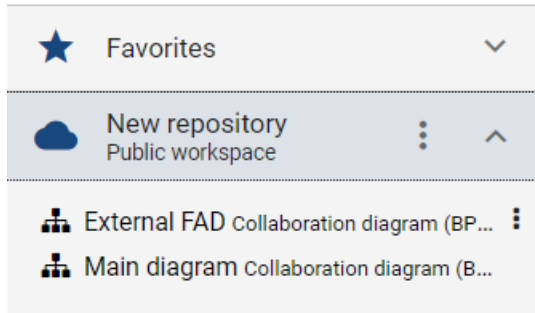 Favorites
New repository
Public workspace
External FAD Collaboration diagram (BP...
Main diagram Collaboration diagram (B...